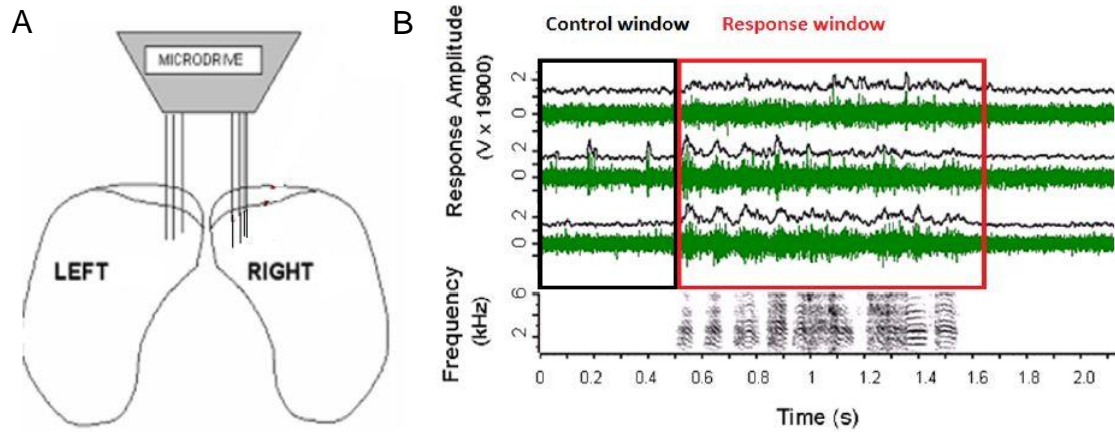 A
MICRODRIVE
LEFT
RIGHT
B
Control window
Response window
Response Amplitude
(V x 19000)
2
0
2
0
2
0
Frequency
(kHz)
6
2
0
0.2
0.4
0.6
0.8
1
1.2
1.4
1.6
1.8
2.0
Time (s)